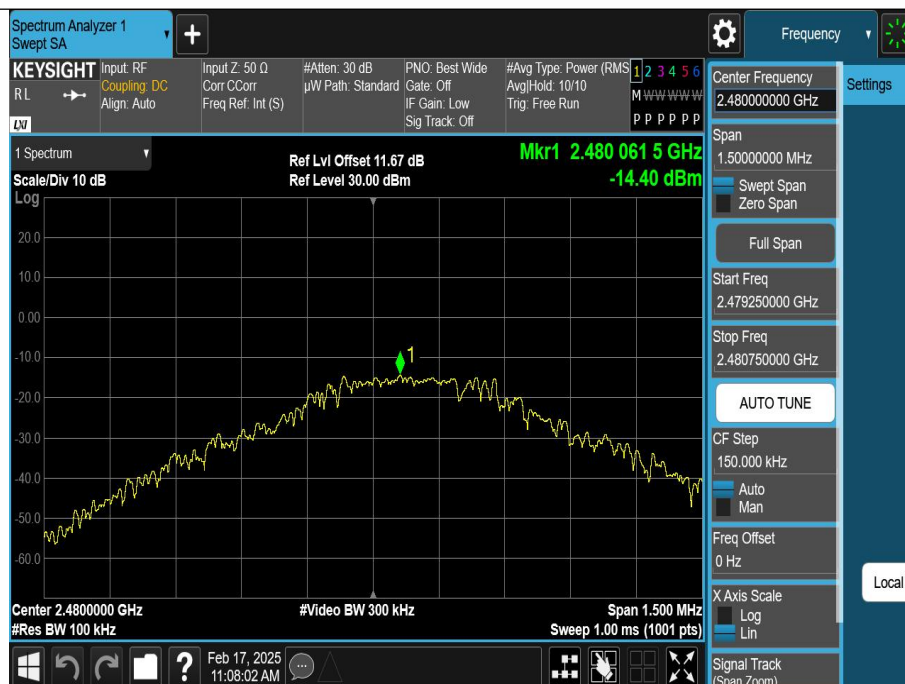 Spectrum Analyzer 1
Swept SA
+
Frequency
KEYSIGHT
RL
LXI
Input: RF
Coupling: DC
Align: Auto
Input Z: 50 Ω
Corr CCorr
Freq Ref: Int (S)
#Atten: 30 dB
µW Path: Standard
PNO: Best Wide
Gate: Off
IF Gain: Low
Sig Track: Off
#Avg Type: Power (RMS
Avg|Hold: 10/10
Trig: Free Run
1 2 3 4 5 6
M W W W W W
P P P P P P
1 Spectrum
Scale/Div 10 dB
Log
Ref Lvl Offset 11.67 dB
Ref Level 30.00 dBm
Mkr1 2.480 061 5 GHz
-14.40 dBm
20.0
10.0
0.00
-10.0
-20.0
-30.0
-40.0
-50.0
-60.0
1
Center 2.4800000 GHz
#Res BW 100 kHz
#Video BW 300 kHz
Span 1.500 MHz
Sweep 1.00 ms (1001 pts)
Center Frequency
2.480000000 GHz
Settings
Span
1.50000000 MHz
Swept Span
Zero Span
Full Span
Start Freq
2.479250000 GHz
Stop Freq
2.480750000 GHz
AUTO TUNE
CF Step
150.000 kHz
Auto
Man
Freq Offset
0 Hz
Local
X Axis Scale
Log
Lin
Signal Track
(Span Zoom)
?
Feb 17, 2025
11:08:02 AM